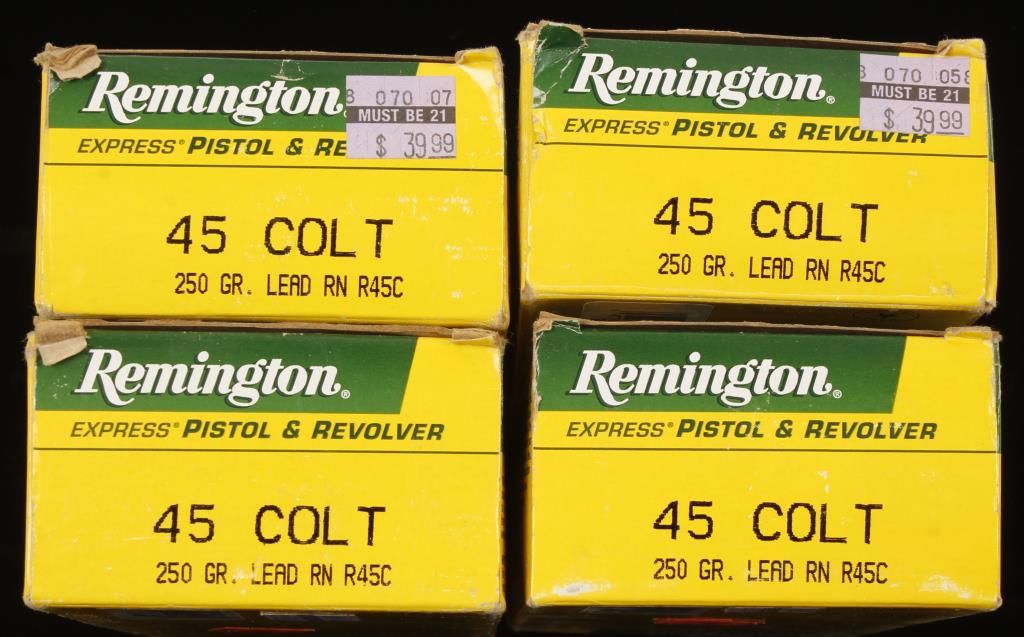 Remington
8 070 07
MUST BE 21
$ 39.99
EXPRESS® PISTOL & RE
45 COLT
250 GR. LEAD RN R45C
Remington®
070 058
MUST BE 21
$ 39.99
EXPRESS® PISTOL & REVOLVER
45 COLT
250 GR. LEAD RN R45C
Remington®
EXPRESS® PISTOL & REVOLVER
45 COLT
250 GR. LEAD RN R45C
Remington®
EXPRESS® PISTOL & REVOLVER
45 COLT
250 GR. LEAD RN R45C